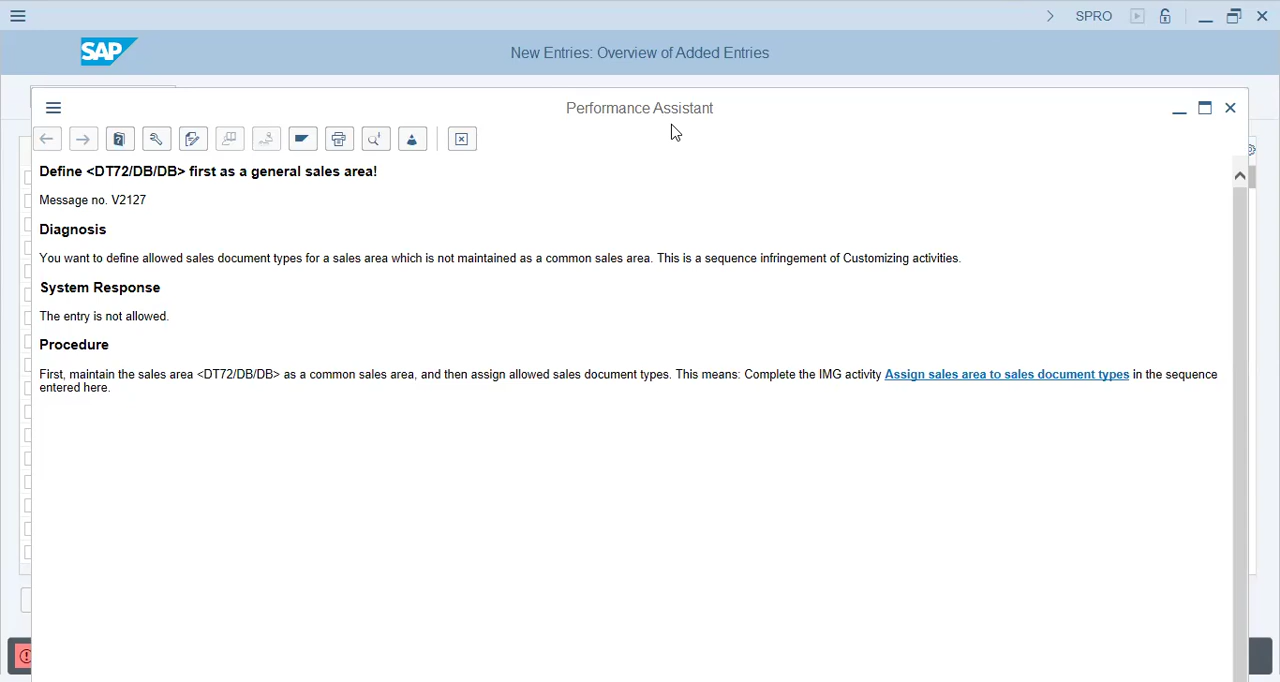 SPRO
SAP
New Entries: Overview of Added Entries
Performance Assistant
Define <DT72/DB/DB> first as a general sales area!
Message no. V2127
Diagnosis
You want to define allowed sales document types for a sales area which is not maintained as a common sales area. This is a sequence infringement of Customizing activities.
System Response
The entry is not allowed.
Procedure
First, maintain the sales area <DT72/DB/DB> as a common sales area, and then assign allowed sales document types. This means: Complete the IMG activity Assign sales area to sales document types in the sequence
entered here.